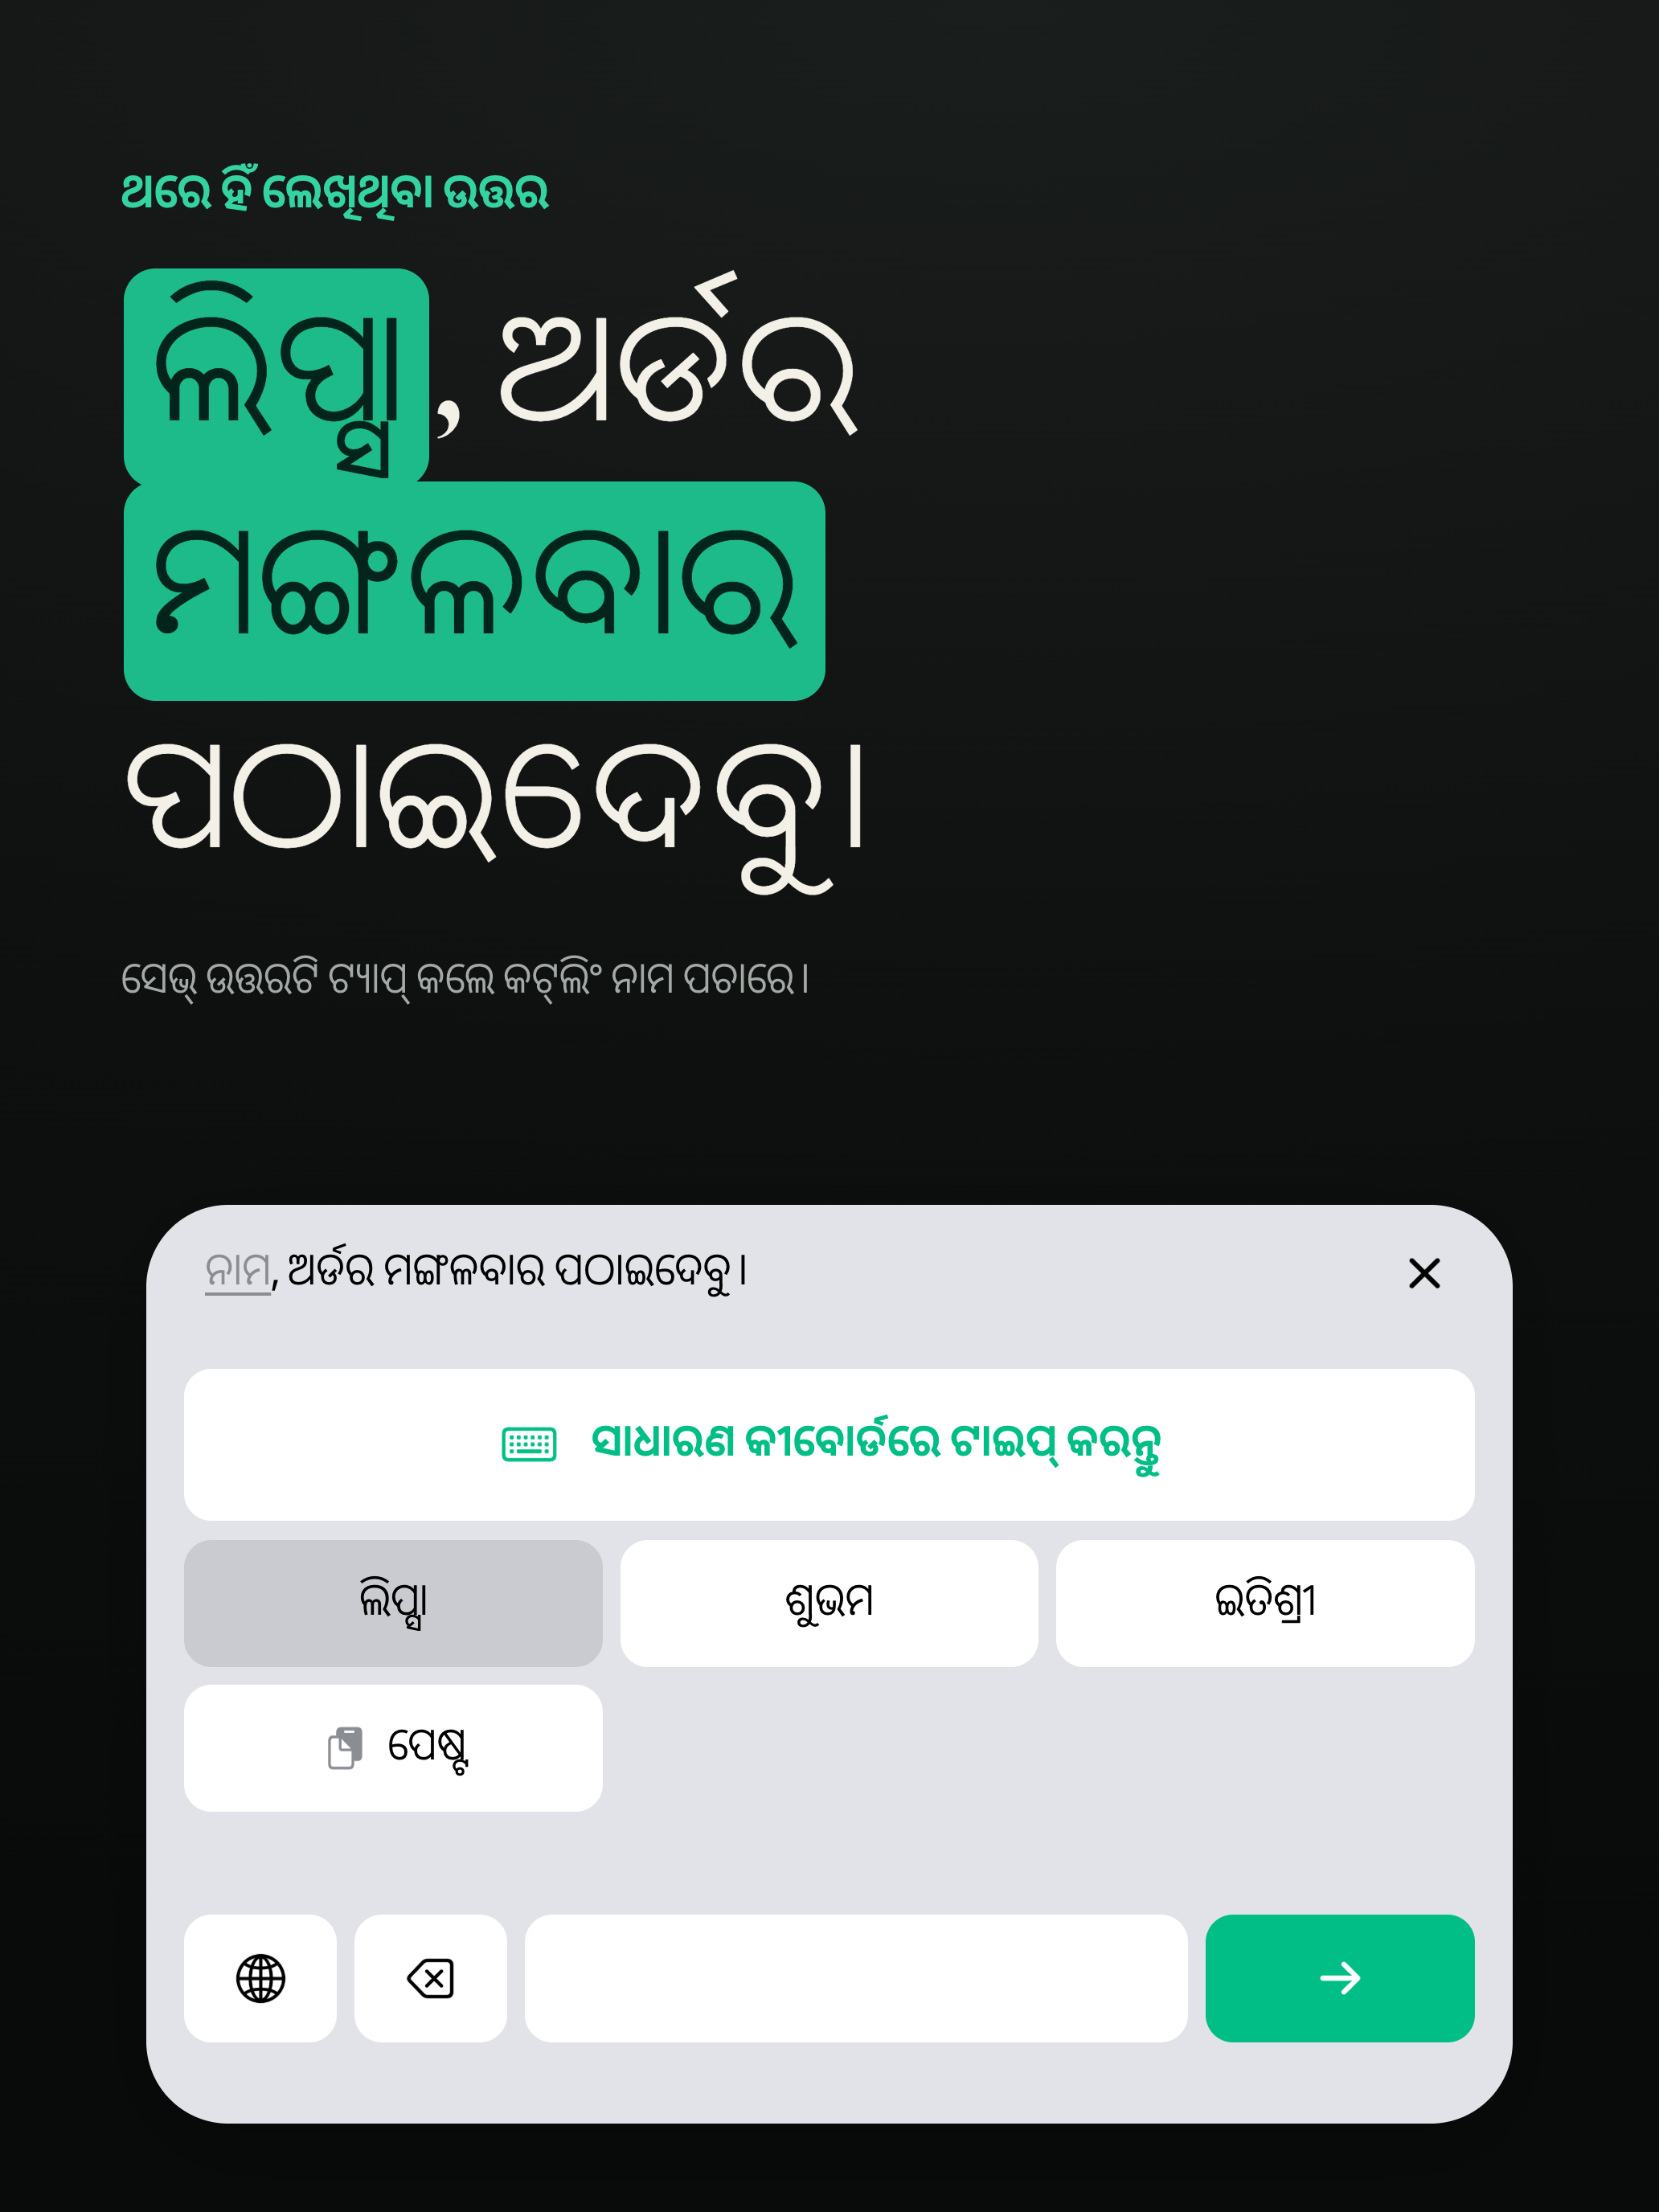 ଥରେ ହିଁ ଲେଖିଥିବା ଉତ୍ତର
ଲିପ୍ସା, ଅର୍ଡର
ମଙ୍ଗଳବାର
ପଠାଇଦେବୁ।
ସେଭ୍ ଉତ୍ତରଟି ଟ୍ୟାପ୍ କଲେ କଟ୍‌ଲିଂ ନାମ ପଚାରେ।
ନାମ, ଅର୍ଡର ମଙ୍ଗଳବାର ପଠାଇଦେବୁ।
ସାଧାରଣ କୀବୋର୍ଡରେ ଟାଇପ୍ କରନ୍ତୁ
ଲିପ୍ସା ଶୁଭମ ଇତିଶ୍ରୀ
ପେଷ୍ଟ